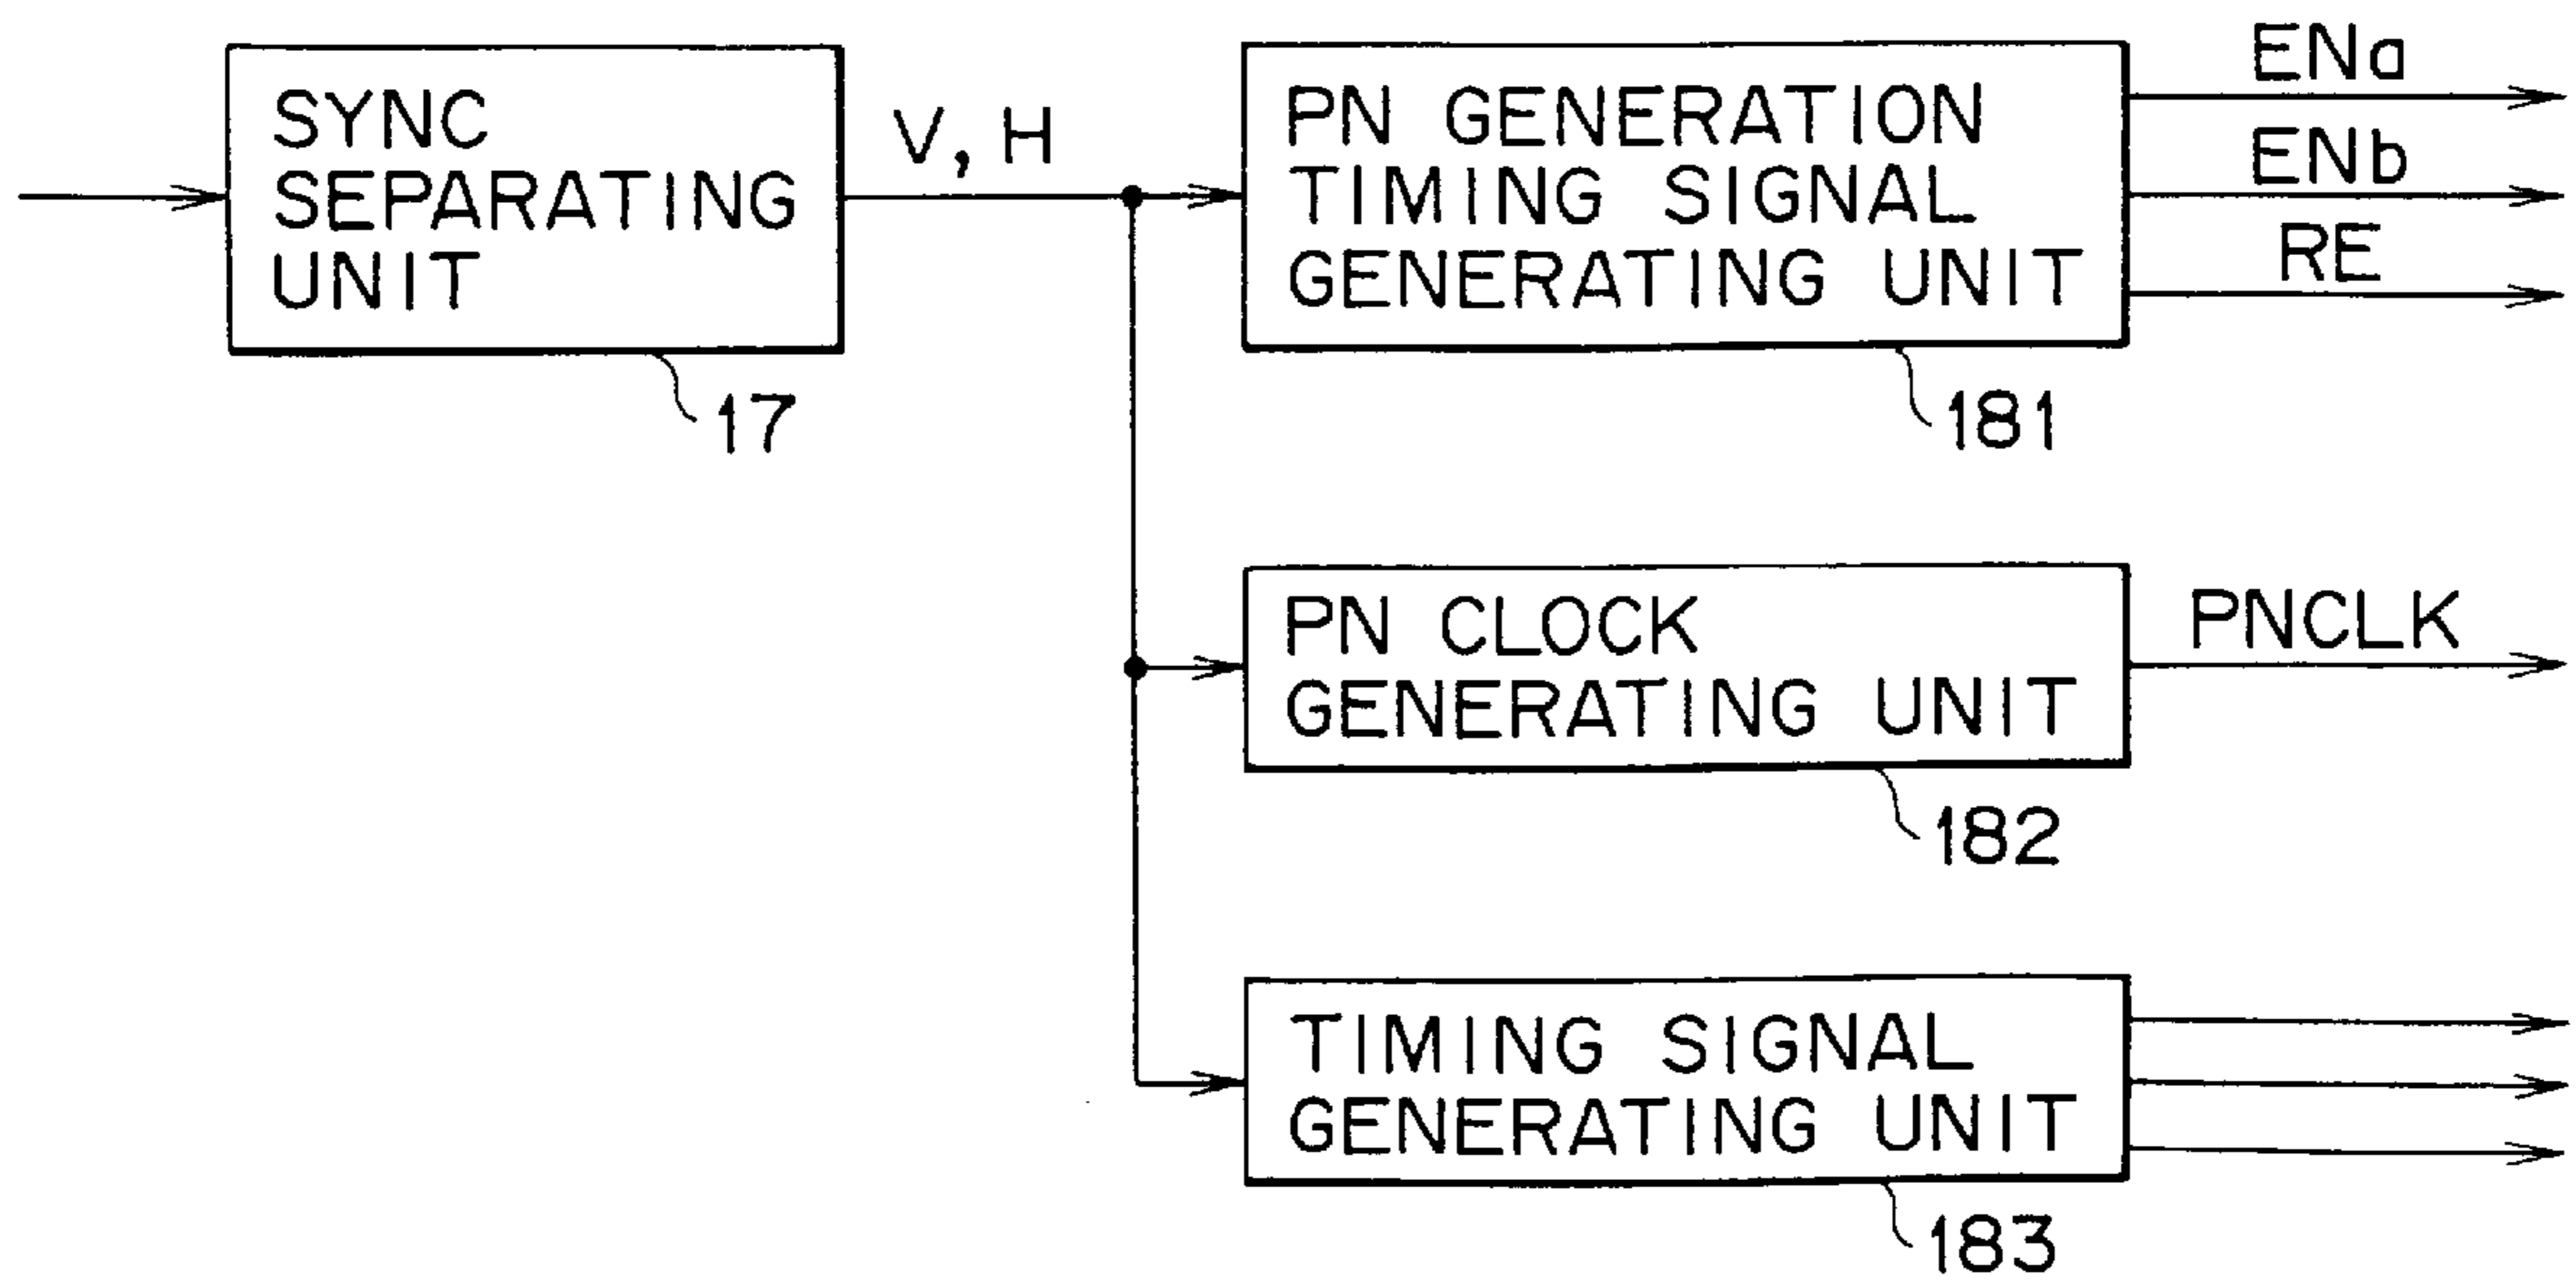 SYNC
SEPARATING
UNIT
17
V, H
PN GENERATION
TIMING SIGNAL
GENERATING UNIT
181
ENa
ENb
RE
PN CLOCK
GENERATING UNIT
182
PNCLK
TIMING SIGNAL
GENERATING UNIT
183